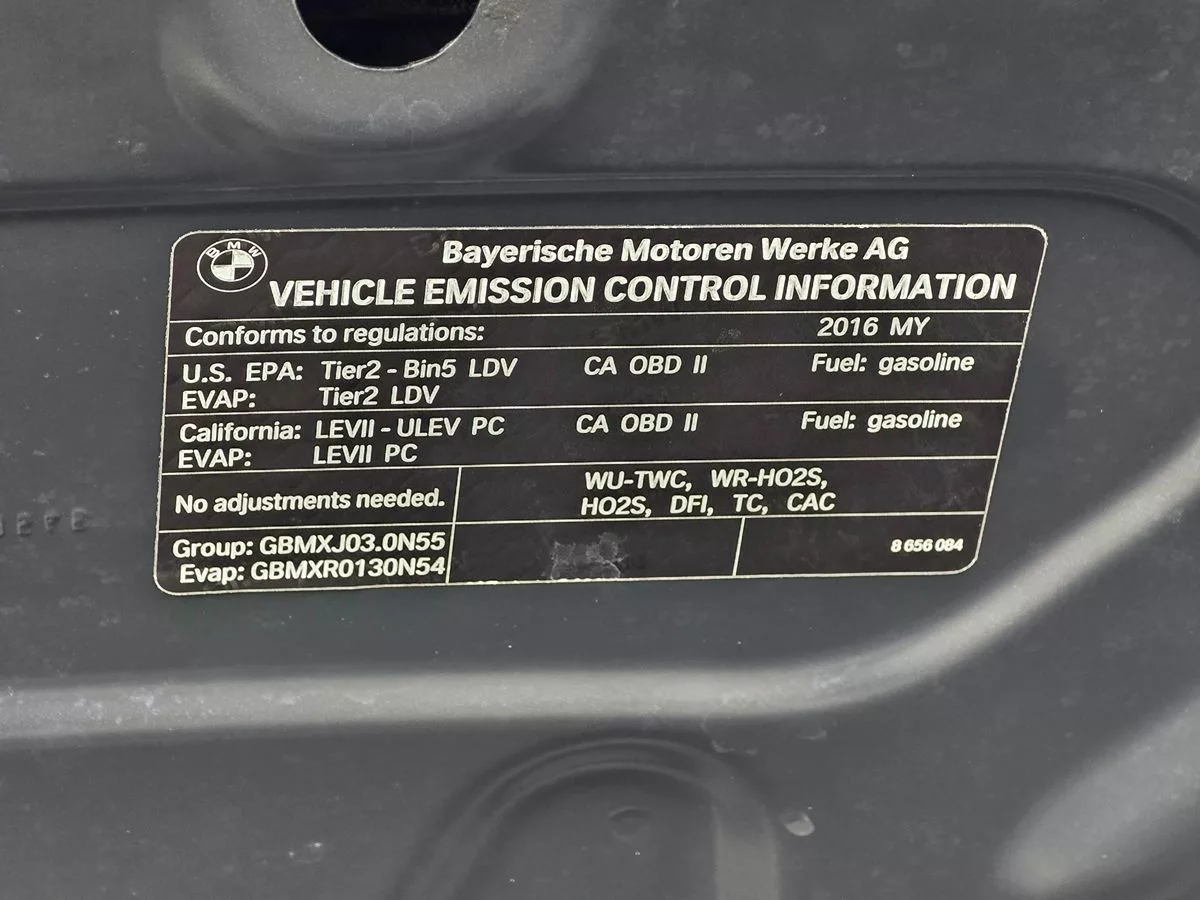 BMW
Bayerische Motoren Werke AG
VEHICLE EMISSION CONTROL INFORMATION
Conforms to regulations: 2016 MY
U.S. EPA: Tier2 - Bin5 LDV CA OBD II Fuel: gasoline
EVAP: Tier2 LDV
California: LEVII - ULEV PC CA OBD II Fuel: gasoline
EVAP: LEVII PC
No adjustments needed.
WU-TWC, WR-HO2S,
HO2S, DFI, TC, CAC
Group: GBMXJ03.0N55
Evap: GBMXR0130N54
8 656 084